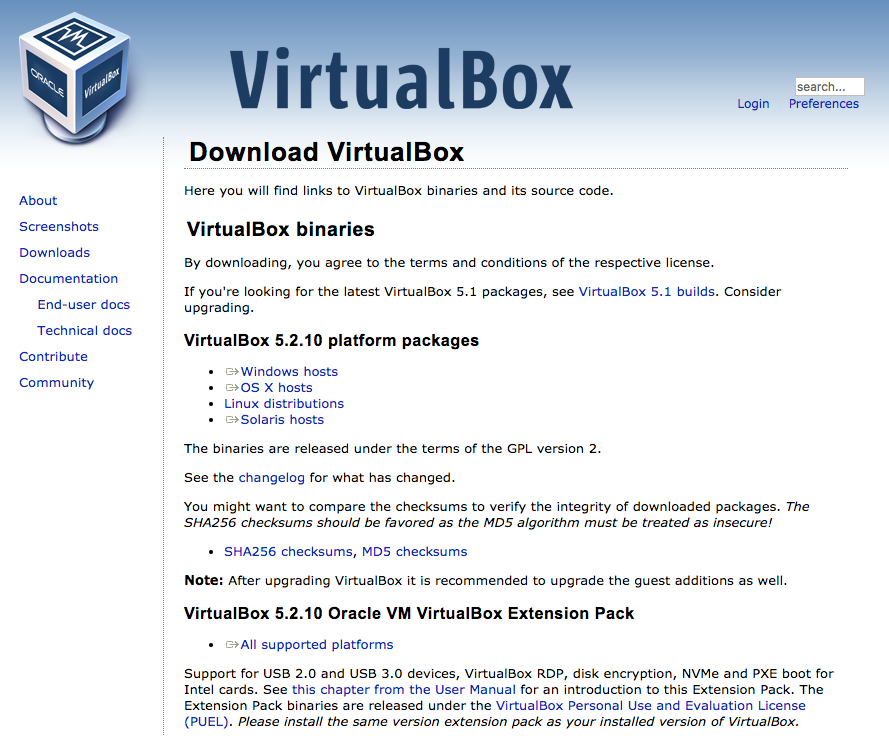 ORACLE
VirtualBox
VirtualBox
search...
Login Preferences
About
Screenshots
Downloads
Documentation
End-user docs
Technical docs
Contribute
Community
Download VirtualBox
Here you will find links to VirtualBox binaries and its source code.
VirtualBox binaries
By downloading, you agree to the terms and conditions of the respective license.
If you're looking for the latest VirtualBox 5.1 packages, see VirtualBox 5.1 builds. Consider
upgrading.
VirtualBox 5.2.10 platform packages
• Windows hosts
• OS X hosts
• Linux distributions
• Solaris hosts
The binaries are released under the terms of the GPL version 2.
See the changelog for what has changed.
You might want to compare the checksums to verify the integrity of downloaded packages. The
SHA256 checksums should be favored as the MD5 algorithm must be treated as insecure!
• SHA256 checksums, MD5 checksums
Note: After upgrading VirtualBox it is recommended to upgrade the guest additions as well.
VirtualBox 5.2.10 Oracle VM VirtualBox Extension Pack
• All supported platforms
Support for USB 2.0 and USB 3.0 devices, VirtualBox RDP, disk encryption, NVMe and PXE boot for
Intel cards. See this chapter from the User Manual for an introduction to this Extension Pack. The
Extension Pack binaries are released under the VirtualBox Personal Use and Evaluation License
(PUEL). Please install the same version extension pack as your installed version of VirtualBox.